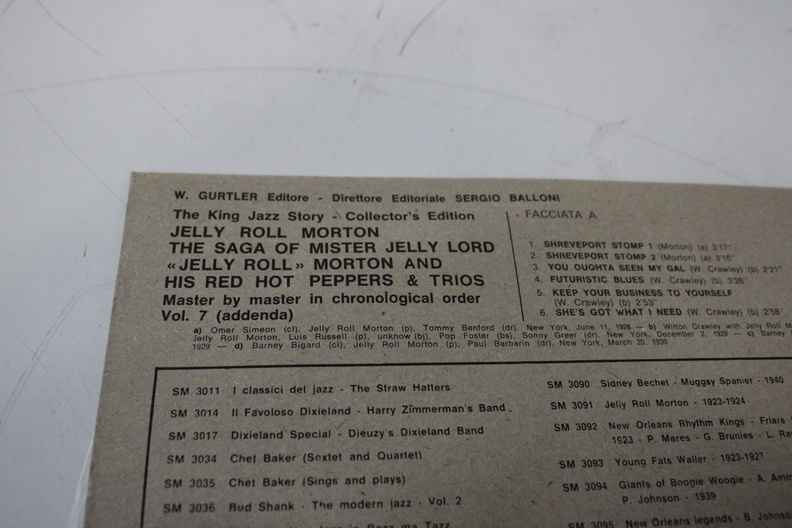 W. GURTLER Editore - Direttore Editoriale SERGIO BALLONI
The King Jazz Story - Collector's Edition
JELLY ROLL MORTON
THE SAGA OF MISTER JELLY LORD
«JELLY ROLL» MORTON AND
HIS RED HOT PEPPERS & TRIOS
Master by master in chronological order
Vol. 7 (addenda)
FACCIATA A
1. SHREVEPORT STOMP 1 (Morton) (a) 3'17"
2. SHREVEPORT STOMP 2 (Morton) (a) 3'15"
3. YOU OUGHTA SEEN MY GAL (W. Crawley) (b) 2'21"
4. FUTURISTIC BLUES (W. Crawley) (b) 3'26"
5. KEEP YOUR BUSINESS TO YOURSELF
(W. Crawley) (b) 2'53"
6. SHE'S GOT WHAT I NEED (W. Crawley) (b) 2'58"
a) Omer Simeon (cl), Jelly Roll Morton (p), Tommy Benford (dr). New York, June 11, 1928 — b) Wilton Crawley with Jelly Roll
Jelly Roll Morton, Luis Russell (p), unknow (bj), Pop Foster (bs), Sonny Greer (dr). New York, December 2, 1929 — c) Barney
1929 — d) Barney Bigard (cl), Jelly Roll Morton (p), Paul Barbarin (dr). New York, March 20, 1930
SM 3011 I classici del jazz - The Straw Hatters
SM 3014 Il Favoloso Dixieland - Harry Zimmerman's Band
SM 3017 Dixieland Special - Dieuzy's Dixieland Band
SM 3034 Chet Baker (Sextet and Quartet)
SM 3035 Chet Baker (Sings and plays)
SM 3036 Bud Shank - The modern jazz - Vol. 2
SM 3090 Sidney Bechet - Muggsy Spanier - 1940
SM 3091 Jelly Roll Morton - 1923-1924
SM 3092 New Orleans Rhythm Kings - Friars
1923 - P. Mares - G. Brunies - L.
SM 3093 Young Fats Waller - 1923-1927
SM 3094 Giants of Boogie Woogie - A.
P. Johnson - 1939
SM 3095 New Orleans legends - B.